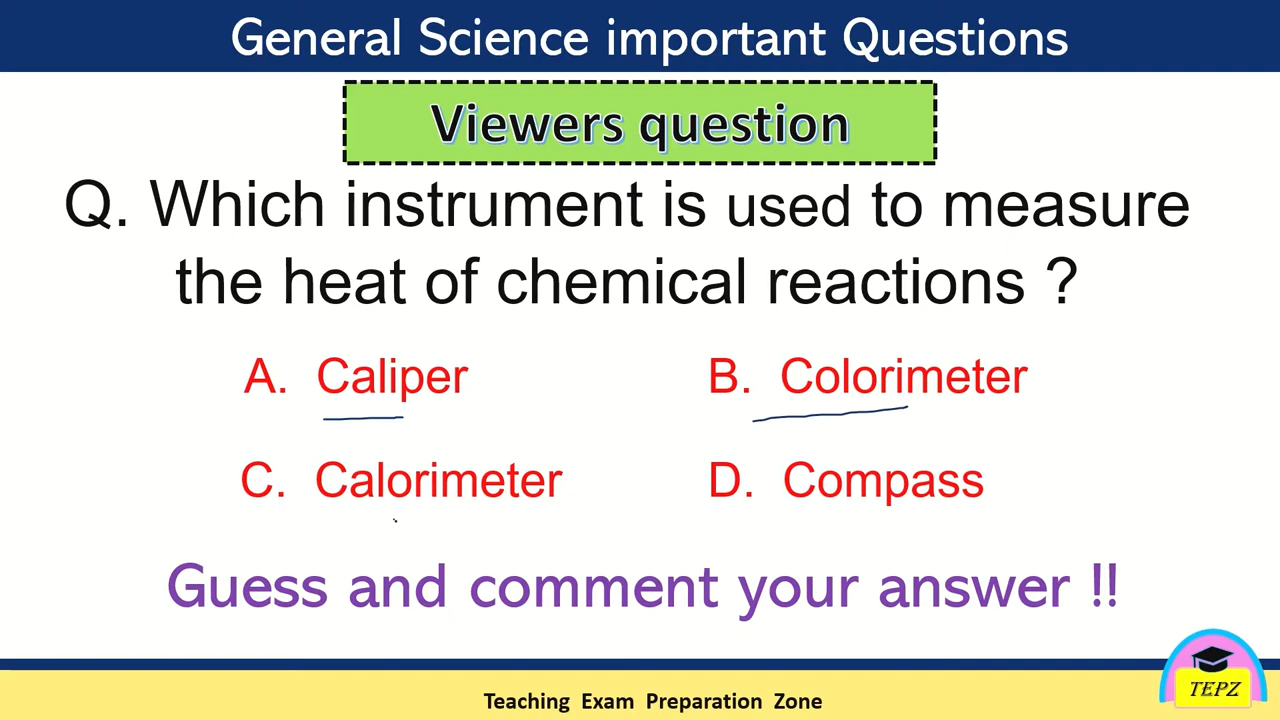 General Science important Questions
Viewers question
Q. Which instrument is used to measure
the heat of chemical reactions ?
A. Caliper
B. Colorimeter
C. Calorimeter
D. Compass
Guess and comment your answer !!
TEPZ
Teaching Exam Preparation Zone